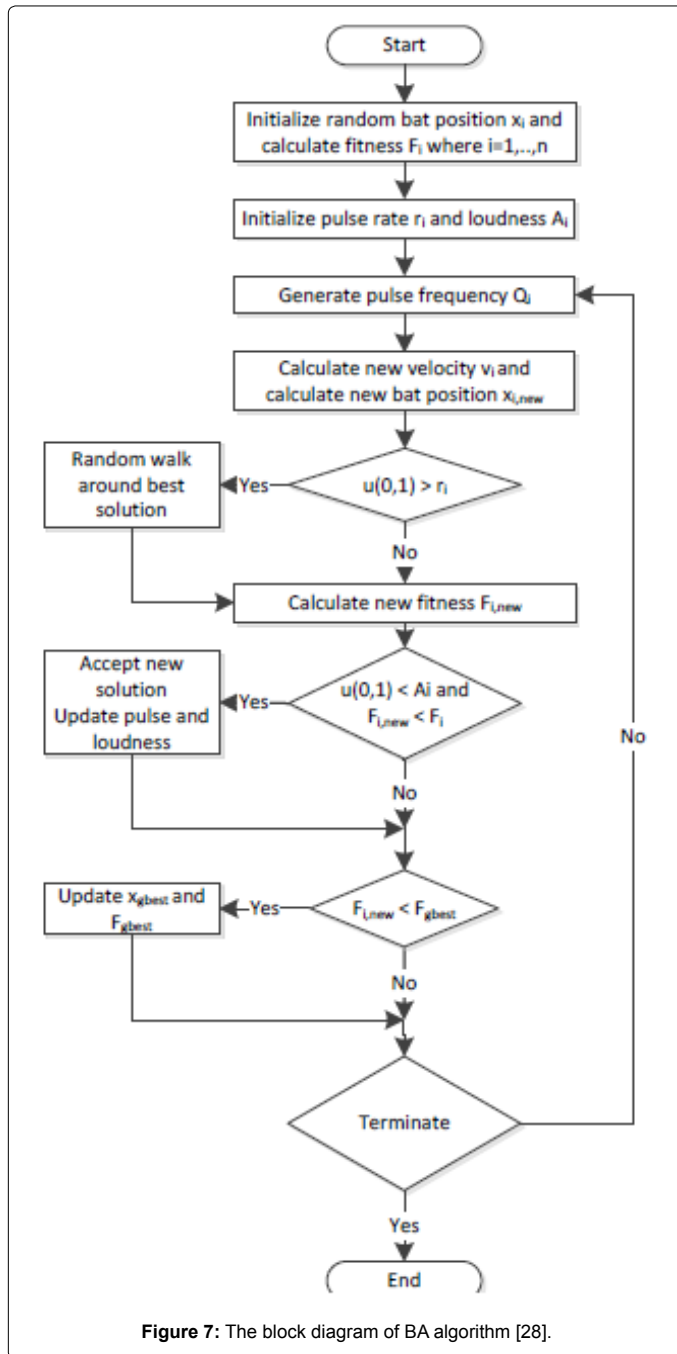 Start
Initialize random bat position xᵢ and
calculate fitness Fᵢ where i=1,..,n
Initialize pulse rate rᵢ and loudness Aᵢ
Generate pulse frequency Qᵢ
Calculate new velocity vᵢ and
calculate new bat position xᵢ,new
Random walk
around best
solution
Yes
u(0,1) > rᵢ
No
Calculate new fitness Fᵢ,new
Accept new
solution
Update pulse and
loudness
Yes
u(0,1) < Ai and
Fᵢ,new < Fᵢ
No
No
Update xgbest and
Fgbest
Yes
Fᵢ,new < Fgbest
No
Terminate
Yes
End
Figure 7: The block diagram of BA algorithm [28].